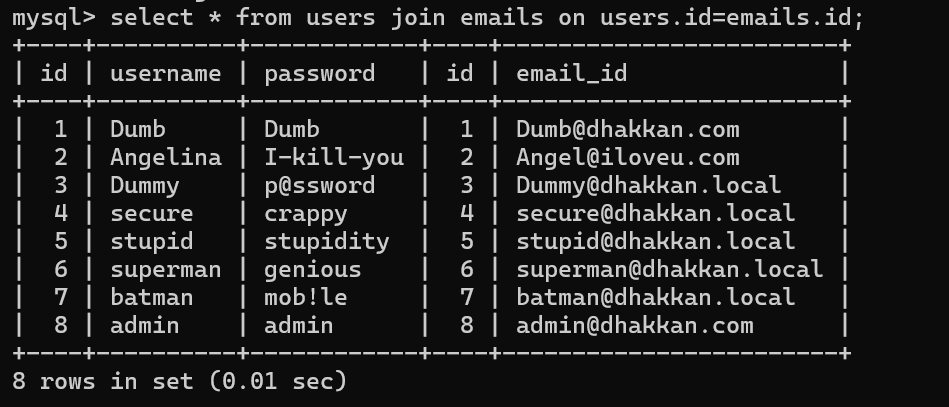 mysql> select * from users join emails on users.id=emails.id;
+----+----------+------------+----+------------------------+
| id | username | password   | id | email_id               |
+----+----------+------------+----+------------------------+
|  1 | Dumb     | Dumb       |  1 | Dumb@dhakkan.com       |
|  2 | Angelina | I-kill-you |  2 | Angel@iloveu.com       |
|  3 | Dummy    | p@ssword   |  3 | Dummy@dhakkan.local    |
|  4 | secure   | crappy     |  4 | secure@dhakkan.local   |
|  5 | stupid   | stupidity  |  5 | stupid@dhakkan.local   |
|  6 | superman | genious    |  6 | superman@dhakkan.local |
|  7 | batman   | mob!le     |  7 | batman@dhakkan.local   |
|  8 | admin    | admin      |  8 | admin@dhakkan.com      |
+----+----------+------------+----+------------------------+
8 rows in set (0.01 sec)